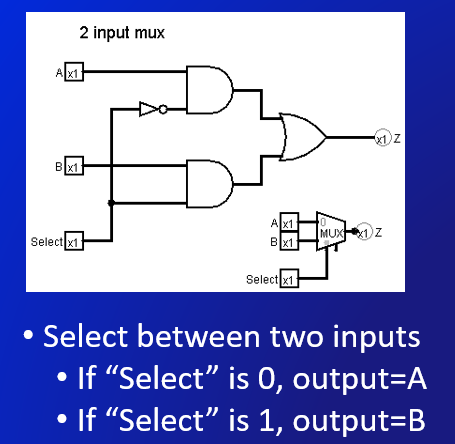 2 input mux
A x1
B x1
x1 Z
Select x1
A x1 0
B x1 MUX x1 Z
Select x1
• Select between two inputs
• If “Select” is 0, output=A
• If “Select” is 1, output=B